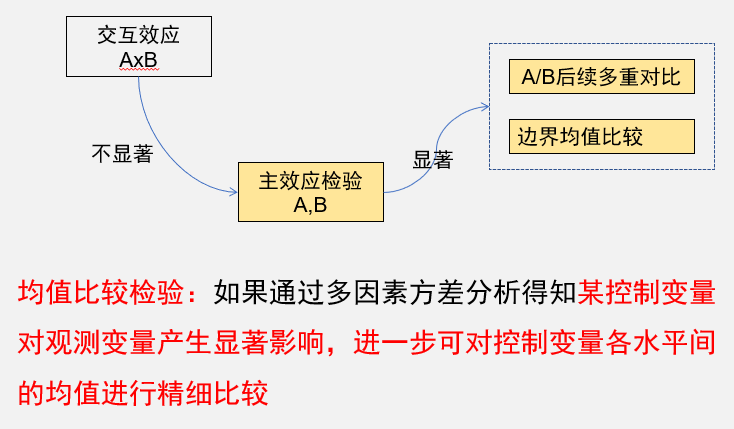 交互效应
AxB
A/B后续多重对比
不显著
显著
边界均值比较
主效应检验
A,B
均值比较检验：如果通过多因素方差分析得知某控制变量
对观测变量产生显著影响，进一步可对控制变量各水平间
的均值进行精细比较